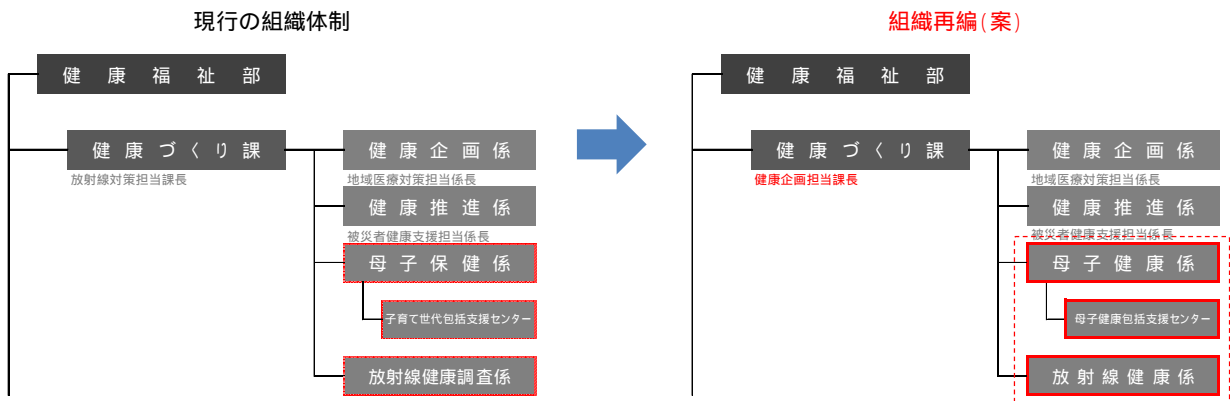 現行の組織体制
健康福祉部
健康づくり課
放射線対策担当課長
健康企画係
地域医療対策担当係長
健康推進係
被災者健康支援担当係長
母子保健係
子育て世代包括支援センター
放射線健康調査係
組織再編(案)
健康福祉部
健康づくり課
健康企画担当課長
健康企画係
地域医療対策担当係長
健康推進係
被災者健康支援担当係長
母子健康係
母子健康包括支援センター
放射線健康係